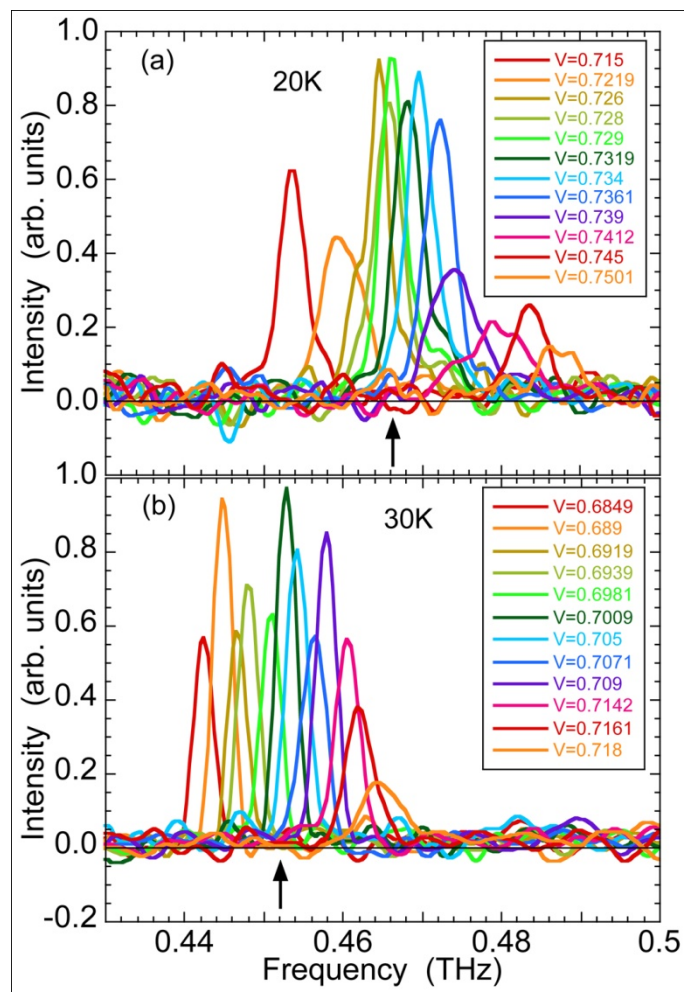 (a)
20K
V=0.715
V=0.7219
V=0.726
V=0.728
V=0.729
V=0.7319
V=0.734
V=0.7361
V=0.739
V=0.7412
V=0.745
V=0.7501
1.0
0.8
0.6
0.4
0.2
0.0
Intensity (arb. units)
(b)
30K
V=0.6849
V=0.689
V=0.6919
V=0.6939
V=0.6981
V=0.7009
V=0.705
V=0.7071
V=0.709
V=0.7142
V=0.7161
V=0.718
1.0
0.8
0.6
0.4
0.2
0.0
-0.2
Intensity (arb. units)
0.44
0.46
0.48
0.5
Frequency (THz)